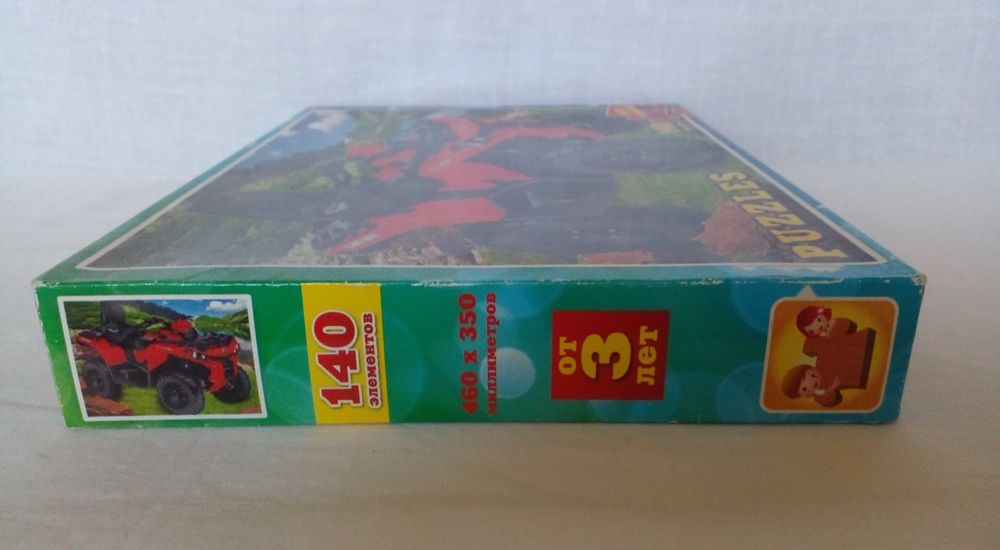 PUZZLES
140
элементов
460 x 350
миллиметров
от
3
лет